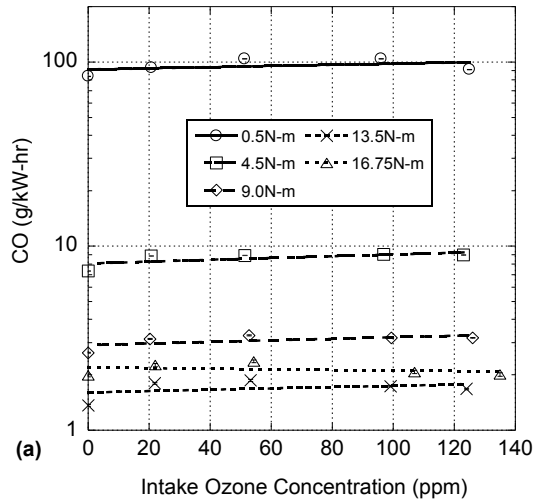 100
10
1
CO (g/kW-hr)
0.5N-m
13.5N-m
4.5N-m
16.75N-m
9.0N-m
0 20 40 60 80 100 120 140
(a)
Intake Ozone Concentration (ppm)